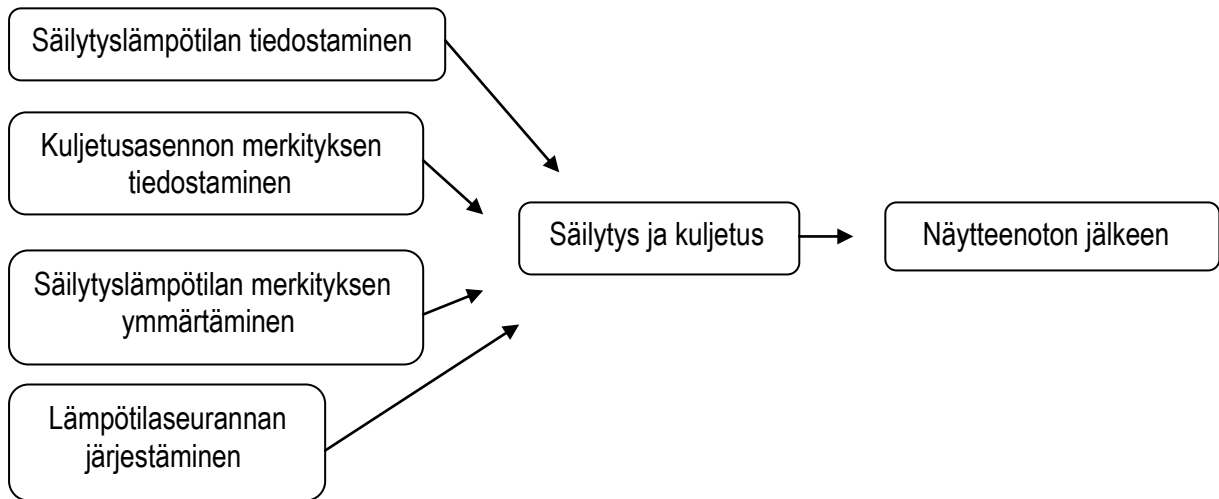 Säilytyslämpötilan tiedostaminen
Kuljetusasennon merkityksen
tiedostaminen
Säilytyslämpötilan merkityksen
ymmärtäminen
Lämpötilaseurannan
järjestäminen
Säilytys ja kuljetus
Näytteenoton jälkeen